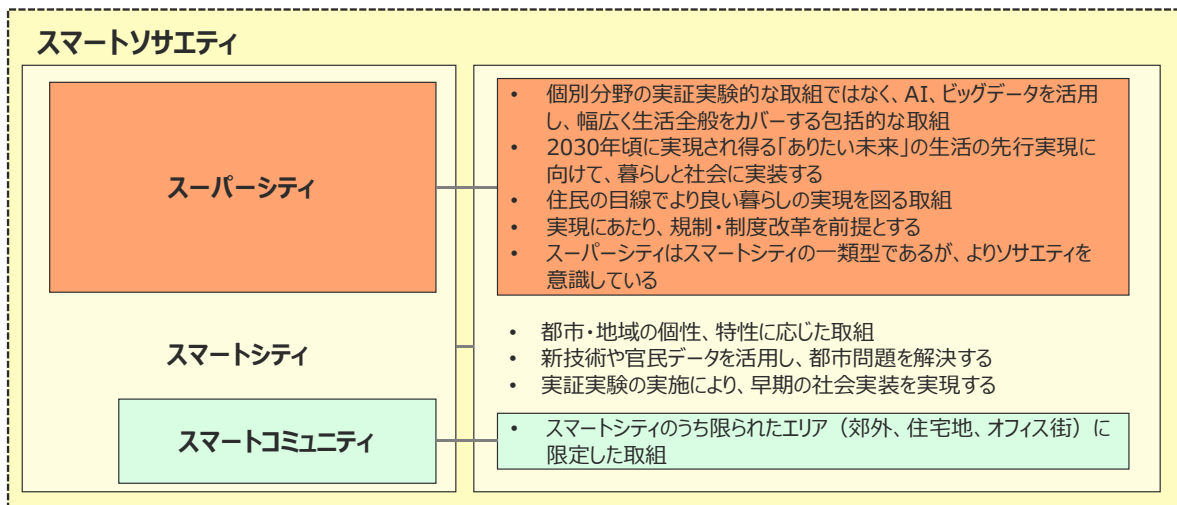 スマートソサエティ
スーパーシティ
• 個別分野の実証実験的な取組ではなく、AI、ビッグデータを活用
し、幅広く生活全般をカバーする包括的な取組
• 2030年頃に実現され得る「ありたい未来」の生活の先行実現に
向けて、暮らしと社会に実装する
• 住民の目線でより良い暮らしの実現を図る取組
• 実現にあたり、規制・制度改革を前提とする
• スーパーシティはスマートシティの一類型であるが、よりソサエティを
意識している
スマートシティ
• 都市・地域の個性、特性に応じた取組
• 新技術や官民データを活用し、都市問題を解決する
• 実証実験の実施により、早期の社会実装を実現する
スマートコミュニティ
• スマートシティのうち限られたエリア（郊外、住宅地、オフィス街）に
限定した取組